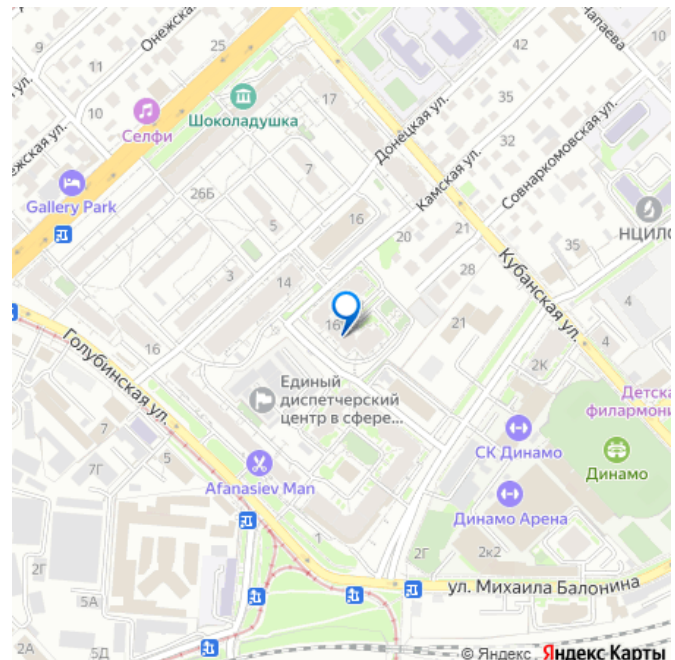 9
Онежская ул.
25
42
Чапаева
11
10
Селфи
Шоколадушка
7
Донецкая ул.
35
32
Камская ул.
Совнаркомовская ул.
Gallery Park
26Б
5
16
20
21
НЦИЛС
3
14
28
35
Кубанская ул.
4
16
21
4
Голубинская ул.
16
2К
Единый
диспетчерский
центр в сфере...
Детска
филармони
7
5
7Г
СК Динамо
Динамо
Afanasiev Man
Динамо Арена
1
2Г
2к2
2Г
5А
ул. Михаила Балонина
2А
5Д
© Яндекс Яндекс Карты